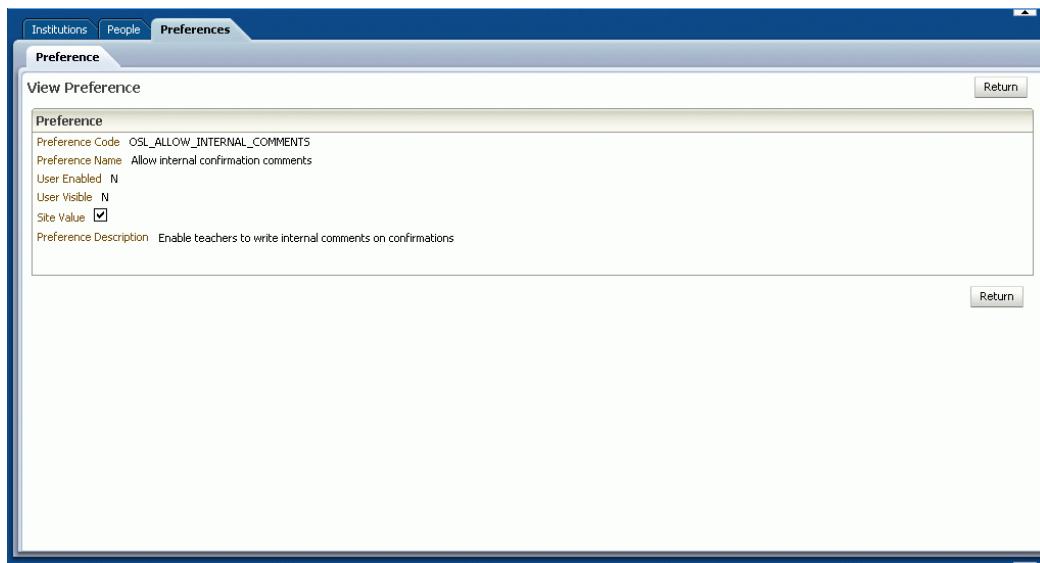 Institutions People Preferences
Preference
View Preference Return
Preference
Preference Code OSL_ALLOW_INTERNAL_COMMENTS
Preference Name Allow internal confirmation comments
User Enabled N
User Visible N
Site Value
Preference Description Enable teachers to write internal comments on confirmations
Return